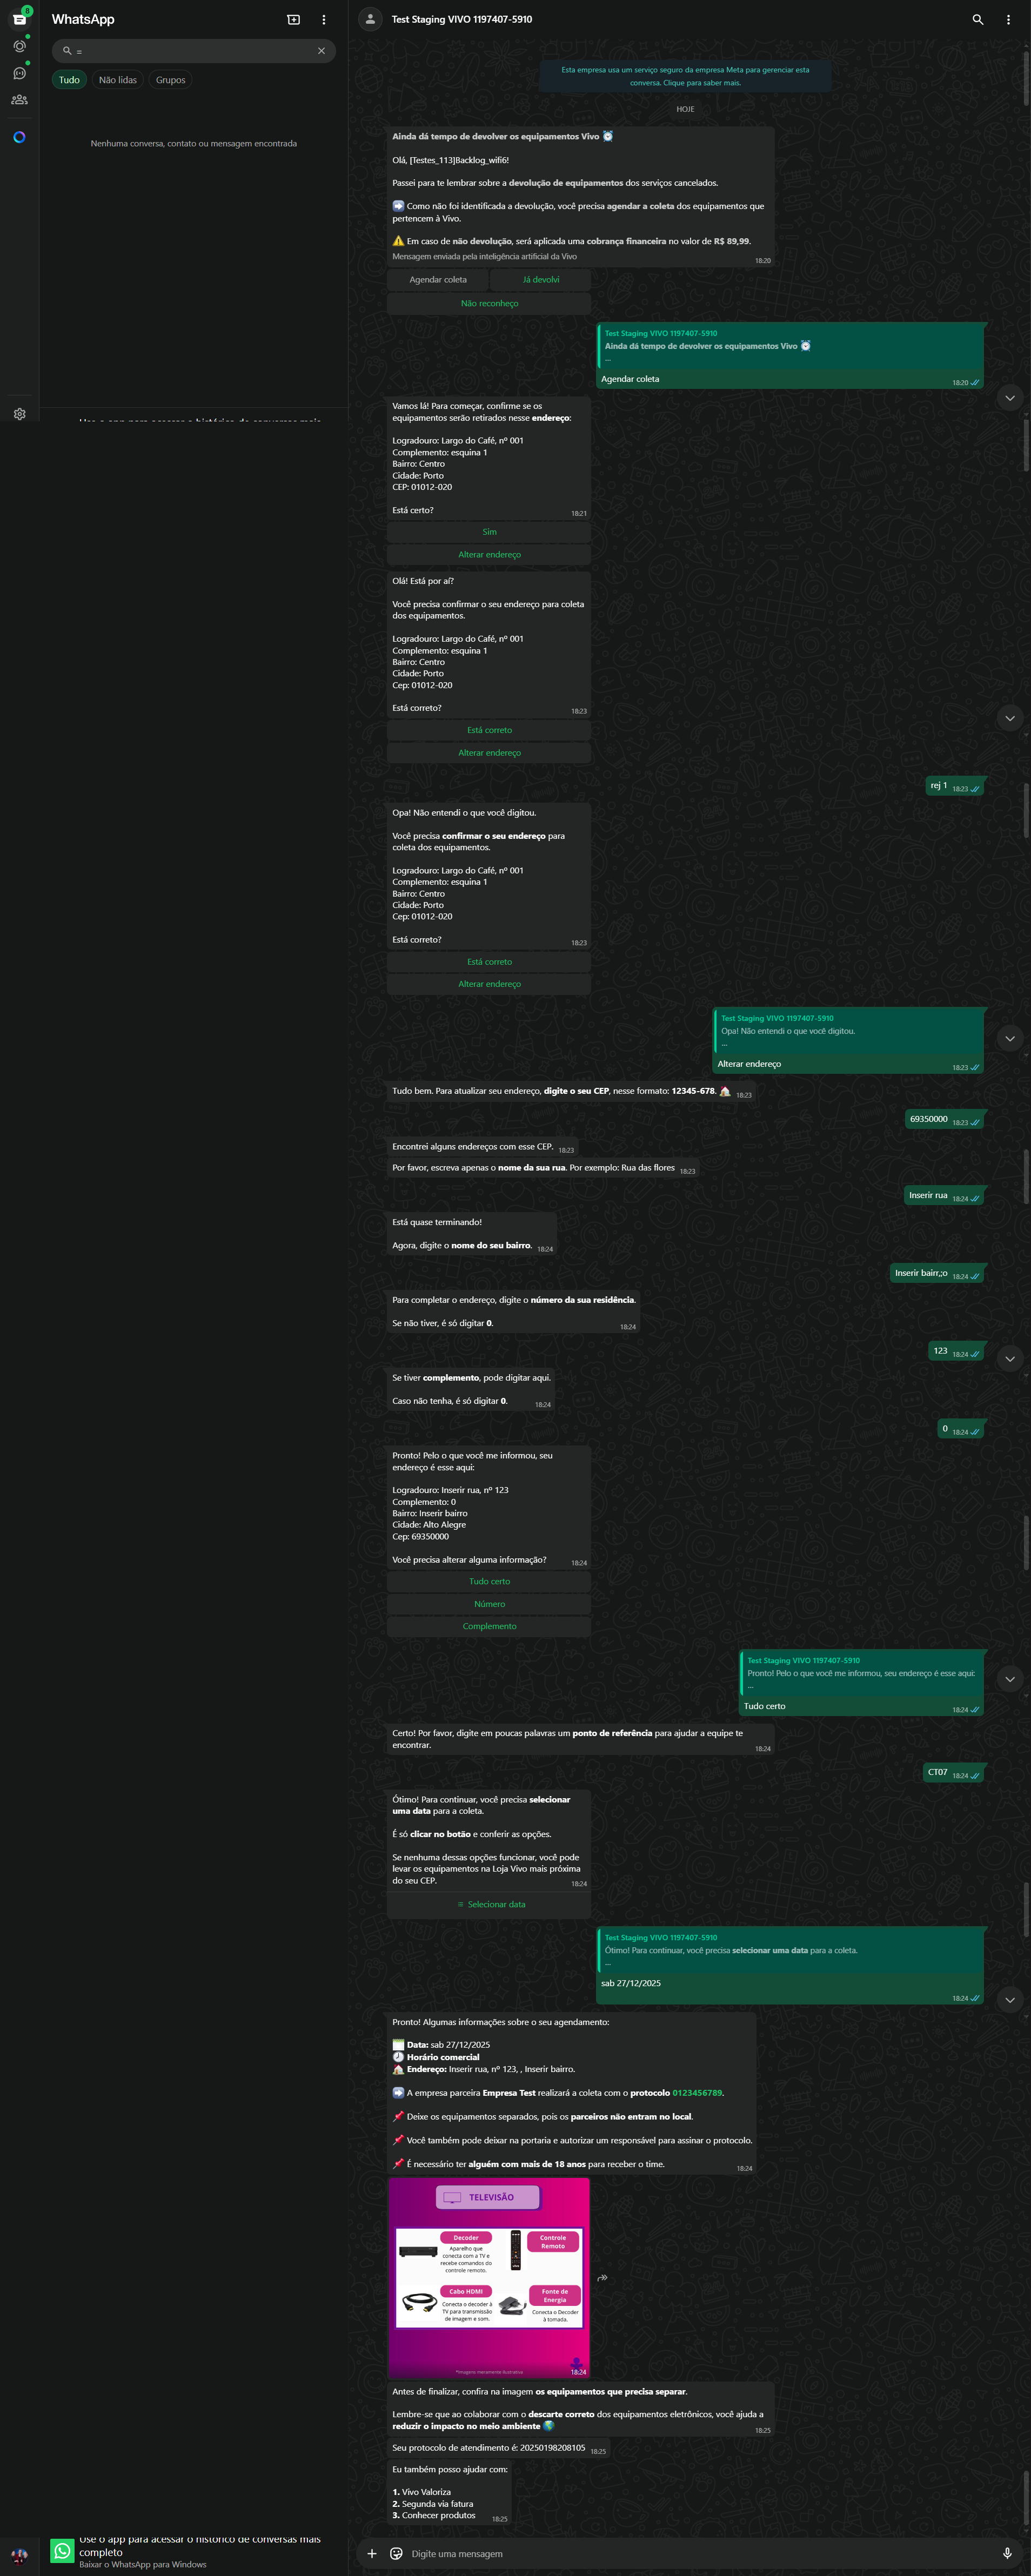 8
WhatsApp
=
Tudo
Não lidas
Grupos
Nenhuma conversa, contato ou mensagem encontrada
Test Staging VIVO 1197407-5910
Esta empresa usa um serviço seguro da empresa Meta para gerenciar esta
conversa. Clique para saber mais.
HOJE
Ainda dá tempo de devolver os equipamentos Vivo ⏰
Olá, [Testes_113]Backlog_wifi6!
Passei para te lembrar sobre a devolução de equipamentos dos serviços cancelados.
➡️ Como não foi identificada a devolução, você precisa agendar a coleta dos equipamentos que
pertencem à Vivo.
⚠️ Em caso de não devolução, será aplicada uma cobrança financeira no valor de R$ 89,99.
Mensagem enviada pela inteligência artificial da Vivo
18:20
Agendar coleta
Já devolvi
Não reconheço
Test Staging VIVO 1197407-5910
Ainda dá tempo de devolver os equipamentos Vivo ⏰
...
Agendar coleta
18:20
Vamos lá! Para começar, confirme se os
equipamentos serão retirados nesse endereço:
Logradouro: Largo do Café, nº 001
Complemento: esquina 1
Bairro: Centro
Cidade: Porto
CEP: 01012-020
Está certo?
18:21
Sim
Alterar endereço
Olá! Está por aí?
Você precisa confirmar o seu endereço para coleta
dos equipamentos.
Logradouro: Largo do Café, nº 001
Complemento: esquina 1
Bairro: Centro
Cidade: Porto
Cep: 01012-020
Está correto?
18:23
Está correto
Alterar endereço
rej 1
18:23
Opa! Não entendi o que você digitou.
Você precisa confirmar o seu endereço para
coleta dos equipamentos.
Logradouro: Largo do Café, nº 001
Complemento: esquina 1
Bairro: Centro
Cidade: Porto
Cep: 01012-020
Está correto?
18:23
Está correto
Alterar endereço
Test Staging VIVO 1197407-5910
Opa! Não entendi o que você digitou.
...
Alterar endereço
18:23
Tudo bem. Para atualizar seu endereço, digite o seu CEP, nesse formato: 12345-678. 🏠
18:23
69350000
18:23
Encontrei alguns endereços com esse CEP.
18:23
Por favor, escreva apenas o nome da sua rua. Por exemplo: Rua das flores
18:23
Inserir rua
18:24
Está quase terminando!
Agora, digite o nome do seu bairro.
18:24
Inserir bairr,;o
18:24
Para completar o endereço, digite o número da sua residência.
Se não tiver, é só digitar 0.
18:24
123
18:24
Se tiver complemento, pode digitar aqui.
Caso não tenha, é só digitar 0.
18:24
0
18:24
Pronto! Pelo o que você me informou, seu
endereço é esse aqui:
Logradouro: Inserir rua, nº 123
Complemento: 0
Bairro: Inserir bairro
Cidade: Alto Alegre
Cep: 69350000
Você precisa alterar alguma informação?
18:24
Tudo certo
Número
Complemento
Test Staging VIVO 1197407-5910
Pronto! Pelo o que você me informou, seu endereço é esse aqui:
...
Tudo certo
18:24
Certo! Por favor, digite em poucas palavras um ponto de referência para ajudar a equipe te
encontrar.
18:24
CT07
18:24
Ótimo! Para continuar, você precisa selecionar
uma data para a coleta.
É só clicar no botão e conferir as opções.
Se nenhuma dessas opções funcionar, você pode
levar os equipamentos na Loja Vivo mais próxima
do seu CEP.
18:24
Selecionar data
Test Staging VIVO 1197407-5910
Ótimo! Para continuar, você precisa selecionar uma data para a coleta.
...
sab 27/12/2025
18:24
Pronto! Algumas informações sobre o seu agendamento:
🗓️ Data: sab 27/12/2025
🕗 Horário comercial
🏠 Endereço: Inserir rua, nº 123, , Inserir bairro.
➡️ A empresa parceira Empresa Test realizará a coleta com o protocolo 0123456789.
📌 Deixe os equipamentos separados, pois os parceiros não entram no local.
📌 Você também pode deixar na portaria e autorizar um responsável para assinar o protocolo.
📌 É necessário ter alguém com mais de 18 anos para receber o time.
18:24
TELEVISÃO
Decoder
Aparelho que
conecta com a TV e
recebe comandos do
controle remoto.
Controle
Remoto
Cabo HDMI
Conecta o decoder à
TV para transmissão
de imagem e som.
Fonte de
Energia
Conecta o Decoder
à tomada.
*Imagens meramente ilustrativa
18:24
Antes de finalizar, confira na imagem os equipamentos que precisa separar.
Lembre-se que ao colaborar com o descarte correto dos equipamentos eletrônicos, você ajuda a
reduzir o impacto no meio ambiente 🌎
18:25
Seu protocolo de atendimento é: 20250198208105
18:25
Eu também posso ajudar com:
1. Vivo Valoriza
2. Segunda via fatura
3. Conhecer produtos
18:25
Use o app para acessar o histórico de conversas mais
completo
Baixar o WhatsApp para Windows
Digite uma mensagem